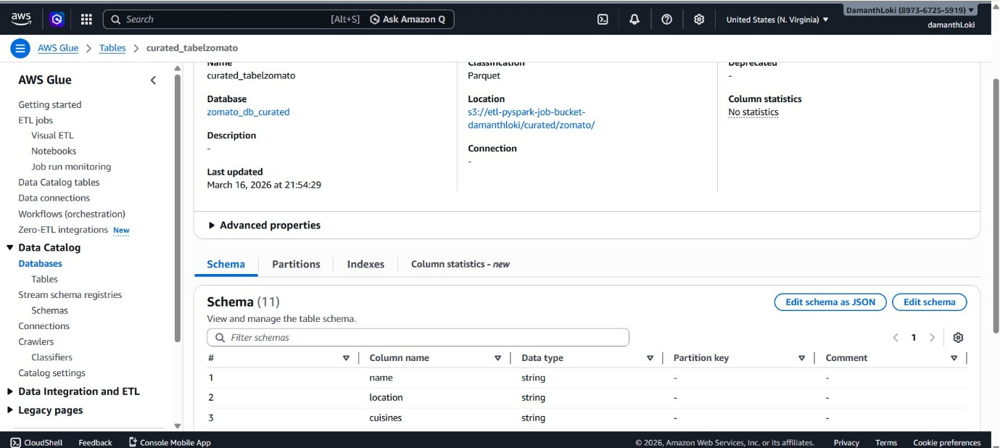 aws
Search [Alt+S] Ask Amazon Q
United States (N. Virginia) ▼
DamanthLoki (8973-6725-5919) ▼
damanthLoki
AWS Glue > Tables > curated_tabelzomato
AWS Glue
Getting started
ETL jobs
Visual ETL
Notebooks
Job run monitoring
Data Catalog tables
Data connections
Workflows (orchestration)
Zero-ETL integrations New
Data Catalog
Databases
Tables
Stream schema registries
Schemas
Connections
Crawlers
Classifiers
Catalog settings
Data Integration and ETL
Legacy pages
Name
curated_tabelzomato
Database
zomato_db_curated
Description
-
Last updated
March 16, 2026 at 21:54:29
Classification
Parquet
Location
s3://etl-pyspark-job-bucket-
damanthloki/curated/zomato/
Connection
-
Deprecated
-
Column statistics
No statistics
Advanced properties
Schema Partitions Indexes Column statistics - new
Schema (11)
Edit schema as JSON Edit schema
View and manage the table schema.
Filter schemas
1
# Column name Data type Partition key Comment
1 name string - -
2 location string - -
3 cuisines string - -
CloudShell Feedback Console Mobile App © 2026, Amazon Web Services, Inc. or its affiliates. Privacy Terms Cookie preferences